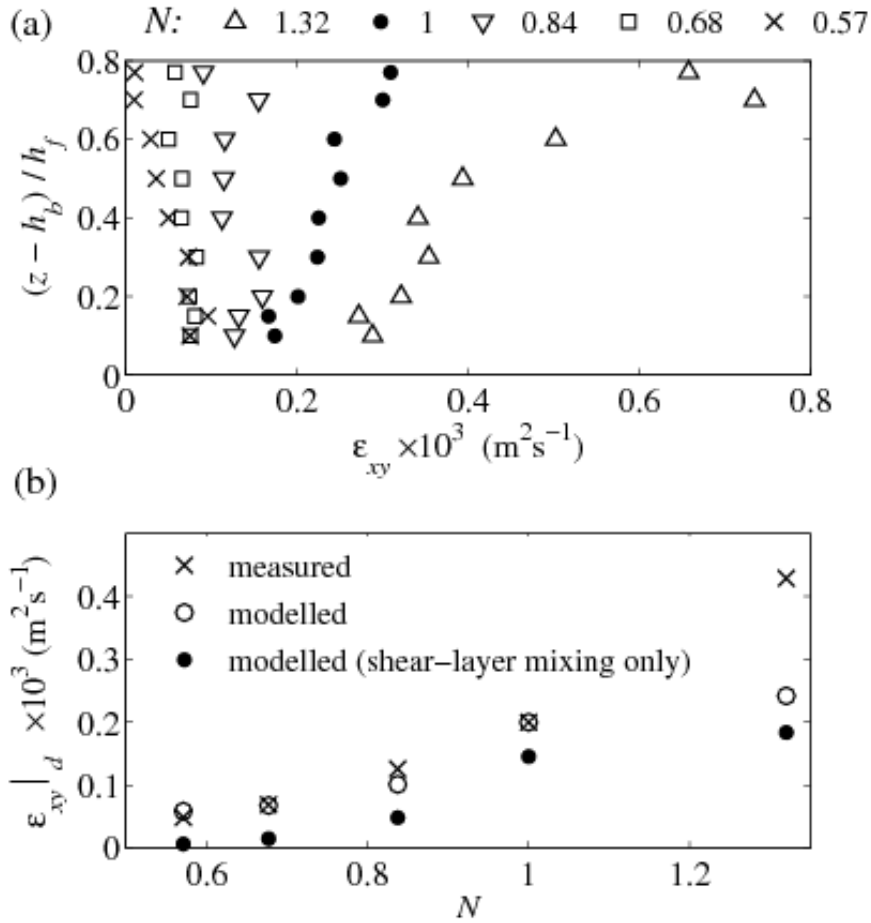 (a) N: △ 1.32 ● 1 ▽ 0.84 □ 0.68 × 0.57
0.8
0.6
0.4
0.2
0
(z − h_b) / h_f
0 0.2 0.4 0.6 0.8
ε_xy ×10³ (m²s⁻¹)
(b)
× measured
○ modelled
● modelled (shear−layer mixing only)
0.4
0.3
0.2
0.1
0
ε_xy|_d ×10³ (m²s⁻¹)
0.6 0.8 1 1.2
N